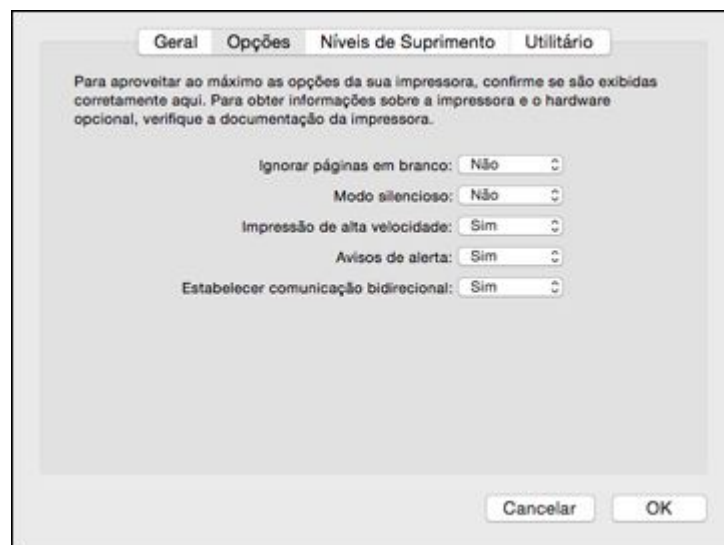 Geral Opções Níveis de Suprimento Utilitário
Para aproveitar ao máximo as opções da sua impressora, confirme se são exibidas
corretamente aqui. Para obter informações sobre a impressora e o hardware
opcional, verifique a documentação da impressora.
Ignorar páginas em branco: Não
Modo silencioso: Não
Impressão de alta velocidade: Sim
Avisos de alerta: Sim
Estabelecer comunicação bidirecional: Sim
Cancelar OK